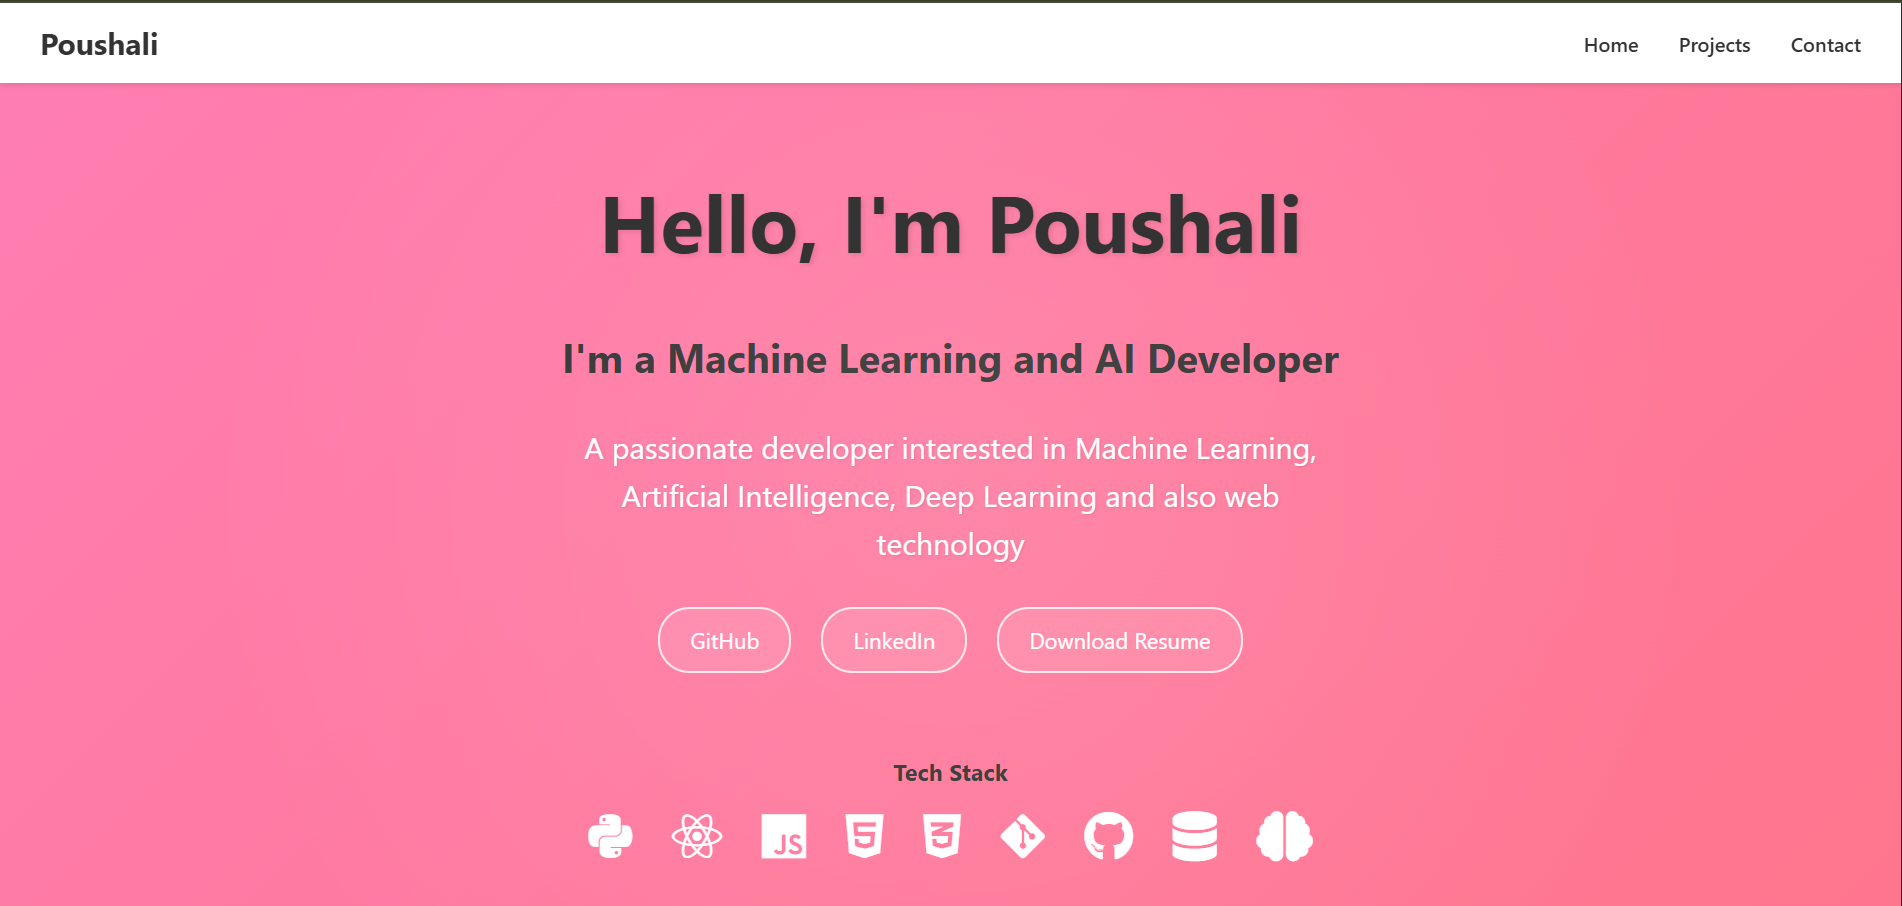 Poushali
Home Projects Contact
Hello, I'm Poushali
I'm a Machine Learning and AI Developer
A passionate developer interested in Machine Learning,
Artificial Intelligence, Deep Learning and also web
technology
GitHub LinkedIn Download Resume
Tech Stack
JS 5 3